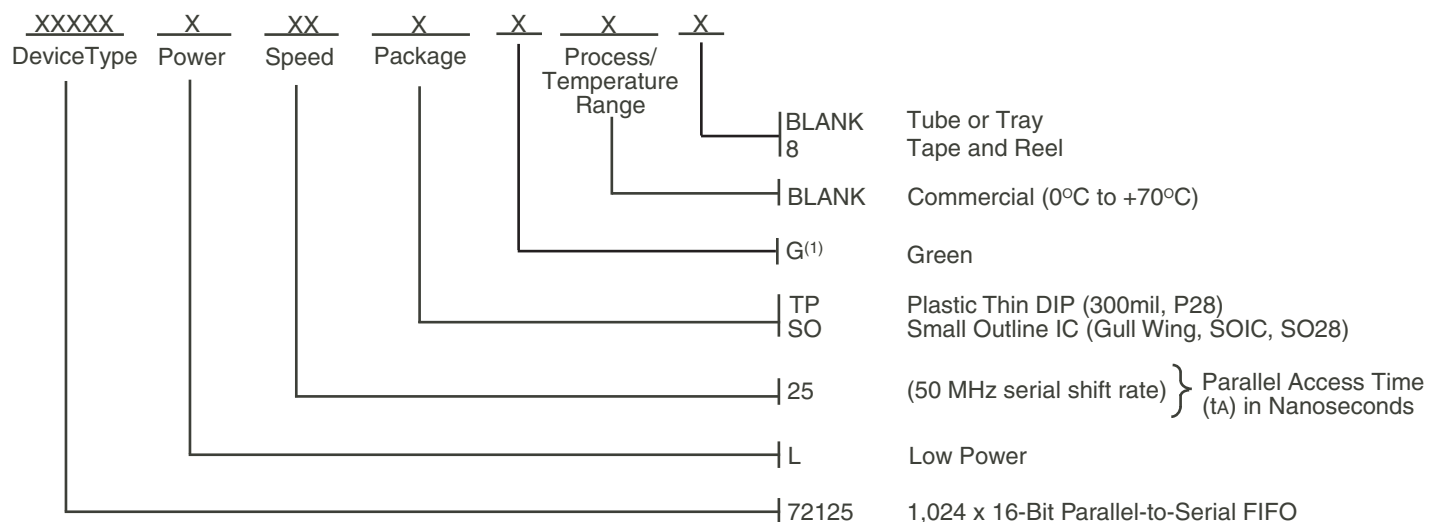 XXXXX X XX X X X X
DeviceType Power Speed Package Process/
Temperature
Range
BLANK Tube or Tray
8 Tape and Reel
BLANK Commercial (0°C to +70°C)
G(1) Green
TP Plastic Thin DIP (300mil, P28)
SO Small Outline IC (Gull Wing, SOIC, SO28)
25 (50 MHz serial shift rate) } Parallel Access Time
(tA) in Nanoseconds
L Low Power
72125 1,024 x 16-Bit Parallel-to-Serial FIFO